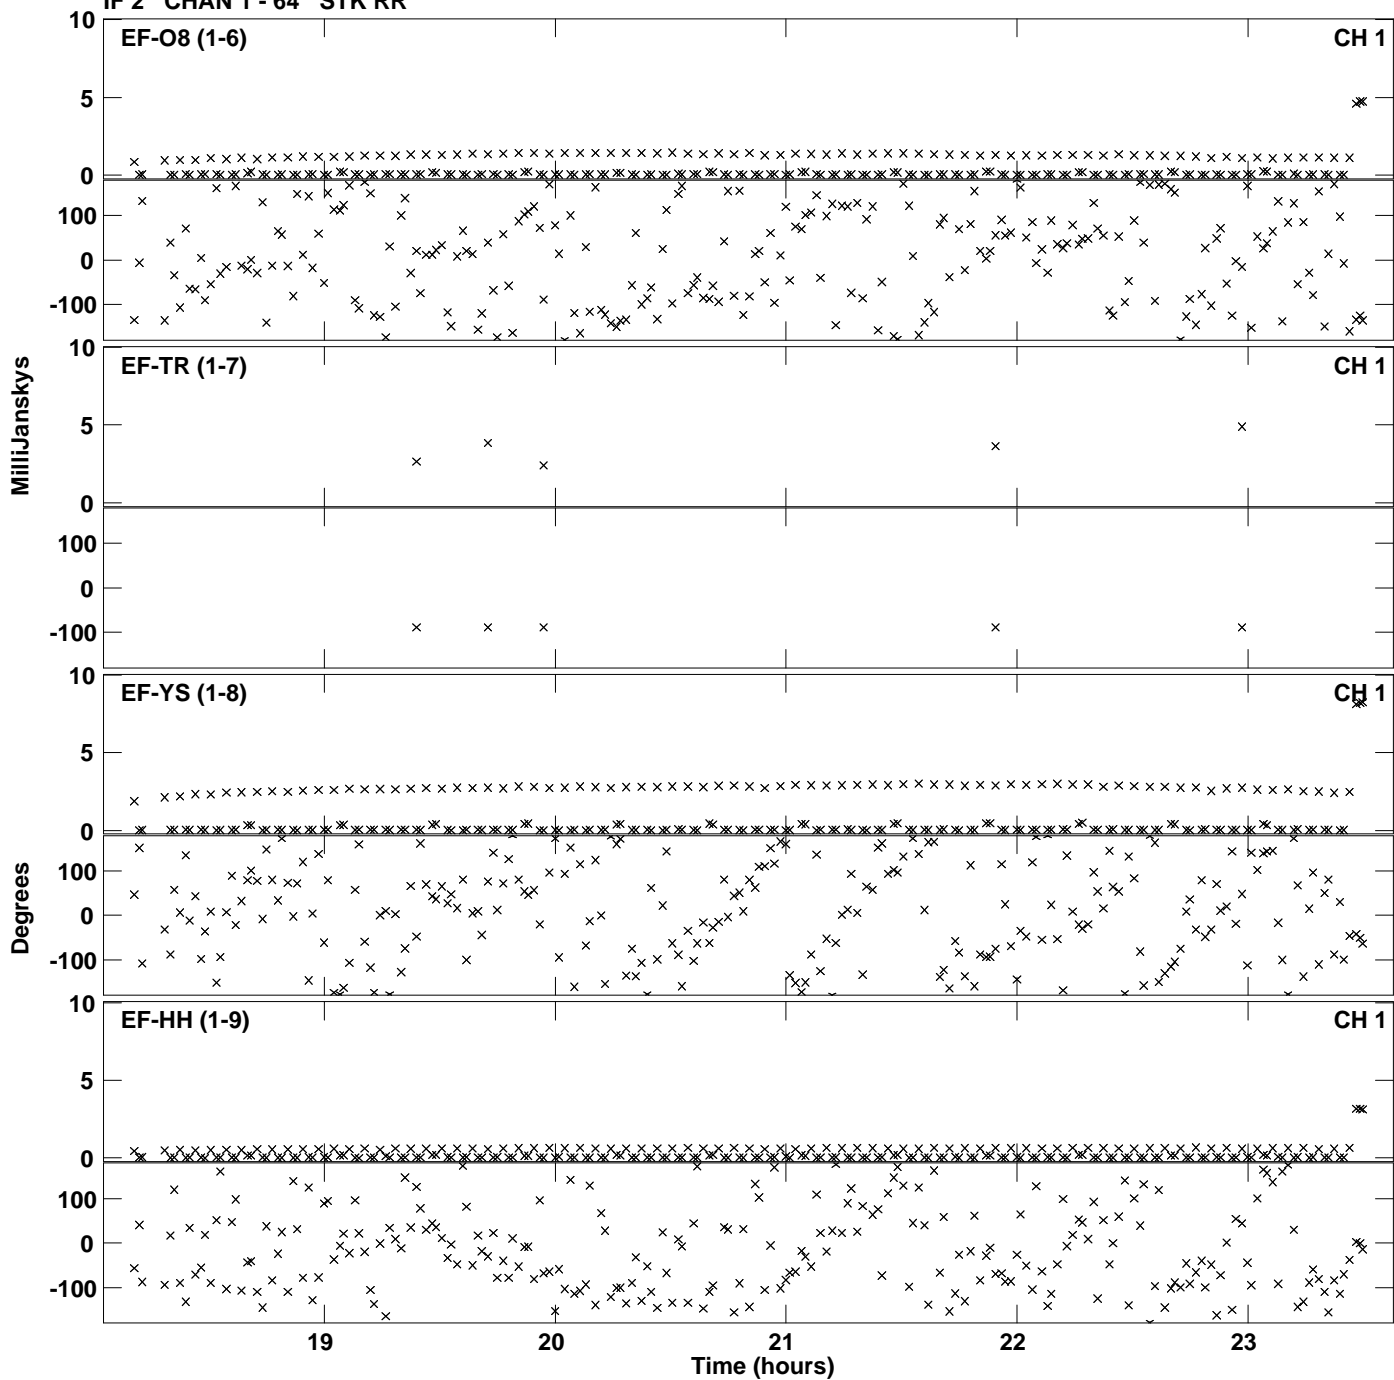 IF 2 CHAN 1 - 64 STK RR
10
EF-O8 (1-6)
CH 1
5
0
100
0
-100
10
EF-TR (1-7)
CH 1
5
0
100
0
-100
MilliJanskys
10
EF-YS (1-8)
CH 1
5
0
100
0
-100
Degrees
10
EF-HH (1-9)
CH 1
5
0
100
0
-100
19 20 21 22 23
Time (hours)